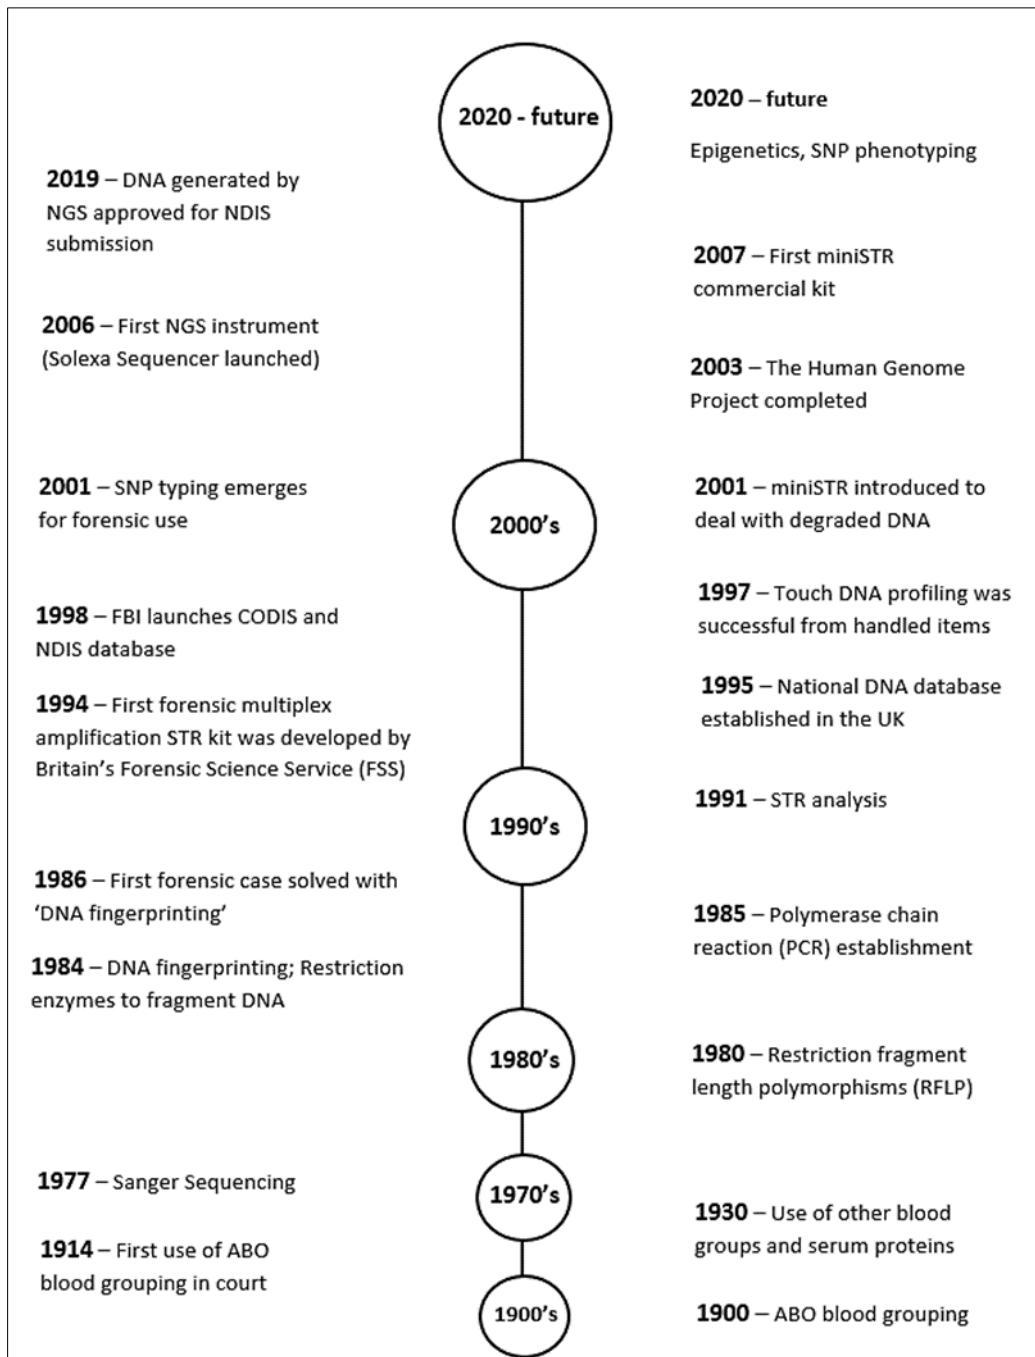 2020 - future
2020 – future
Epigenetics, SNP phenotyping
2019 – DNA generated by
NGS approved for NDIS
submission
2007 – First miniSTR
commercial kit
2006 – First NGS instrument
(Solexa Sequencer launched)
2003 – The Human Genome
Project completed
2001 – SNP typing emerges
for forensic use
2000’s
2001 – miniSTR introduced to
deal with degraded DNA
1998 – FBI launches CODIS and
NDIS database
1997 – Touch DNA profiling was
successful from handled items
1994 – First forensic multiplex
amplification STR kit was developed by
Britain’s Forensic Science Service (FSS)
1995 – National DNA database
established in the UK
1990’s
1991 – STR analysis
1986 – First forensic case solved with
‘DNA fingerprinting’
1985 – Polymerase chain
reaction (PCR) establishment
1984 – DNA fingerprinting; Restriction
enzymes to fragment DNA
1980’s
1980 – Restriction fragment
length polymorphisms (RFLP)
1977 – Sanger Sequencing
1970’s
1930 – Use of other blood
groups and serum proteins
1914 – First use of ABO
blood grouping in court
1900’s
1900 – ABO blood grouping